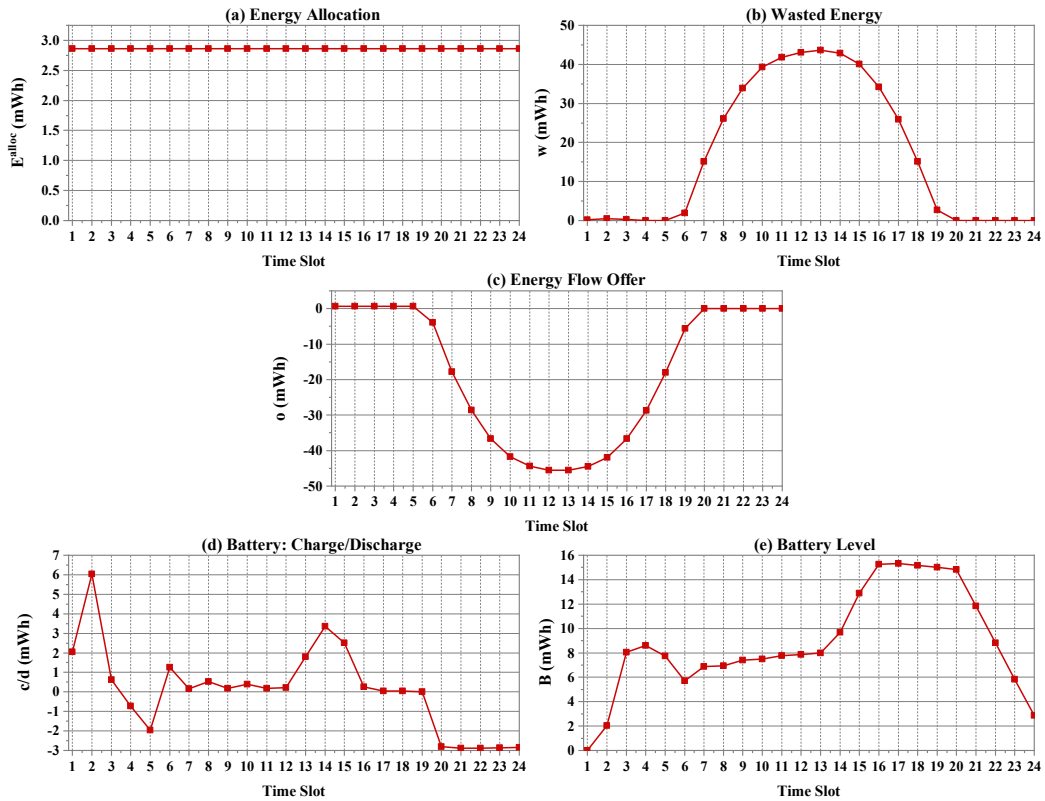 (a) Energy Allocation
3.0
2.5
2.0
1.5
1.0
0.5
0.0
E^alloc (mWh)
1 2 3 4 5 6 7 8 9 10 11 12 13 14 15 16 17 18 19 20 21 22 23 24
Time Slot
(b) Wasted Energy
50
40
30
20
10
0
w (mWh)
1 2 3 4 5 6 7 8 9 10 11 12 13 14 15 16 17 18 19 20 21 22 23 24
Time Slot
(c) Energy Flow Offer
0
-10
-20
-30
-40
-50
o (mWh)
1 2 3 4 5 6 7 8 9 10 11 12 13 14 15 16 17 18 19 20 21 22 23 24
Time Slot
(d) Battery: Charge/Discharge
7
6
5
4
3
2
1
0
-1
-2
-3
c/d (mWh)
1 2 3 4 5 6 7 8 9 10 11 12 13 14 15 16 17 18 19 20 21 22 23 24
Time Slot
(e) Battery Level
16
14
12
10
8
6
4
2
0
B (mWh)
1 2 3 4 5 6 7 8 9 10 11 12 13 14 15 16 17 18 19 20 21 22 23 24
Time Slot